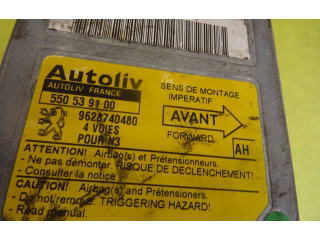 Autoliv
AUTOLIV FRANCE
550 53 91 00
9628740480
4 VOIES
POUR N3
SENS DE MONTAGE
IMPERATIF
AVANT
FORWARD
AH
ATTENTION! Airbag(s) et Prétensionneurs.
- Ne pas démonter. RISQUE DE DECLENCHEMENT!
- Consulter la notice
CAUTION! Airbag(s) and Pretensioners.
- Do not remove. TRIGGERING HAZARD!
- Read manual.